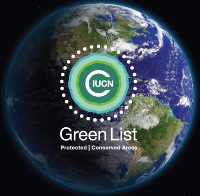 IUCN
Green List
Protected | Conserved Areas